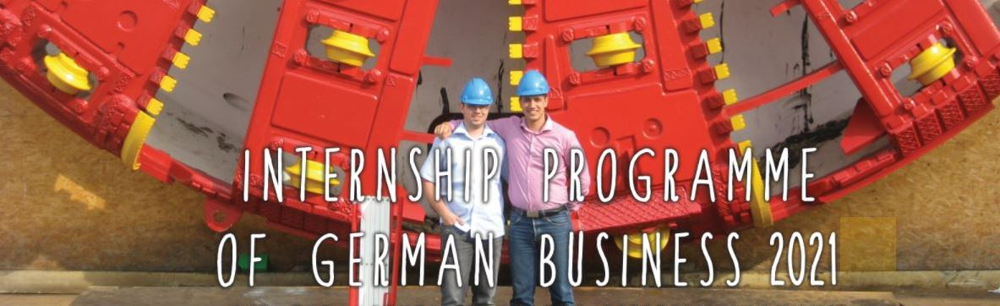 INTERNSHIP PROGRAMME
OF GERMAN BUSINESS 2021